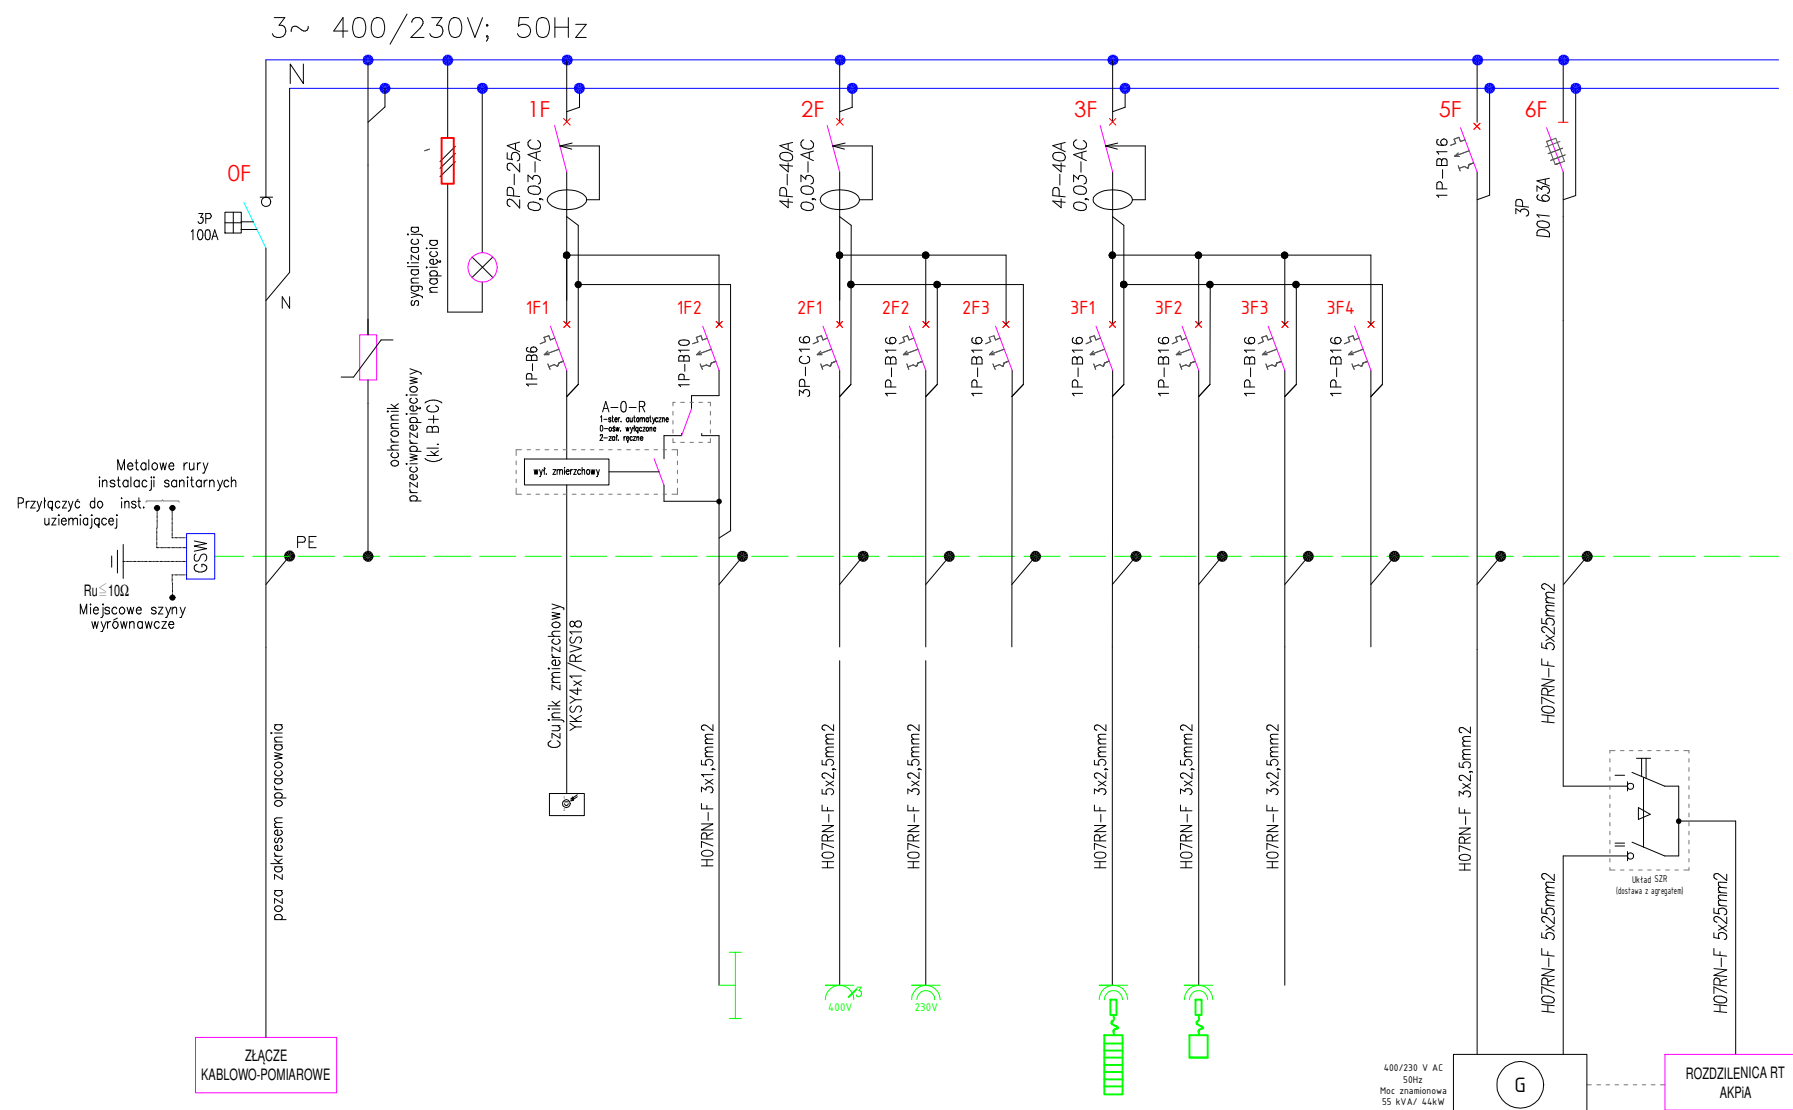 3~ 400/230V; 50Hz
N
0F
3P
100A
N
sygnalizacja
napięcia
ochronnik
przeciwprzepięciowy
(kl. B+C)
1F
2P-25A
0,03-AC
2F
4P-40A
0,03-AC
3F
4P-40A
0,03-AC
5F
1P-B16
6F
3P
D01 63A
1F1
1P-B6
1F2
1P-B10
2F1
3P-C16
2F2
1P-B16
2F3
1P-B16
3F1
1P-B16
3F2
1P-B16
3F3
1P-B16
3F4
1P-B16
A-0-R
1-ster. automatyczne
0-ośw. wyłączone
2-zał. ręczne
wył. zmierzchowy
Metalowe rury
instalacji sanitarnych
Przyłączyć do inst.
uziemiającej
GSW
PE
Ru≤10Ω
Miejscowe szyny
wyrównawcze
poza zakresem opracowania
Czujnik zmierzchowy
YKSY4x1/RVS18
H07RN-F 3x1,5mm2
H07RN-F 5x2,5mm2
H07RN-F 3x2,5mm2
H07RN-F 3x2,5mm2
H07RN-F 3x2,5mm2
H07RN-F 3x2,5mm2
H07RN-F 3x2,5mm2
H07RN-F 5x25mm2
H07RN-F 5x25mm2
H07RN-F 5x25mm2
I
II
Układ SZR
(dostawa z agregatem)
3
400V
230V
ZŁĄCZE
KABLOWO-POMIAROWE
400/230 V AC
50Hz
Moc znamionowa
55 kVA/ 44kW
G
ROZDZILENICA RT
AKPiA